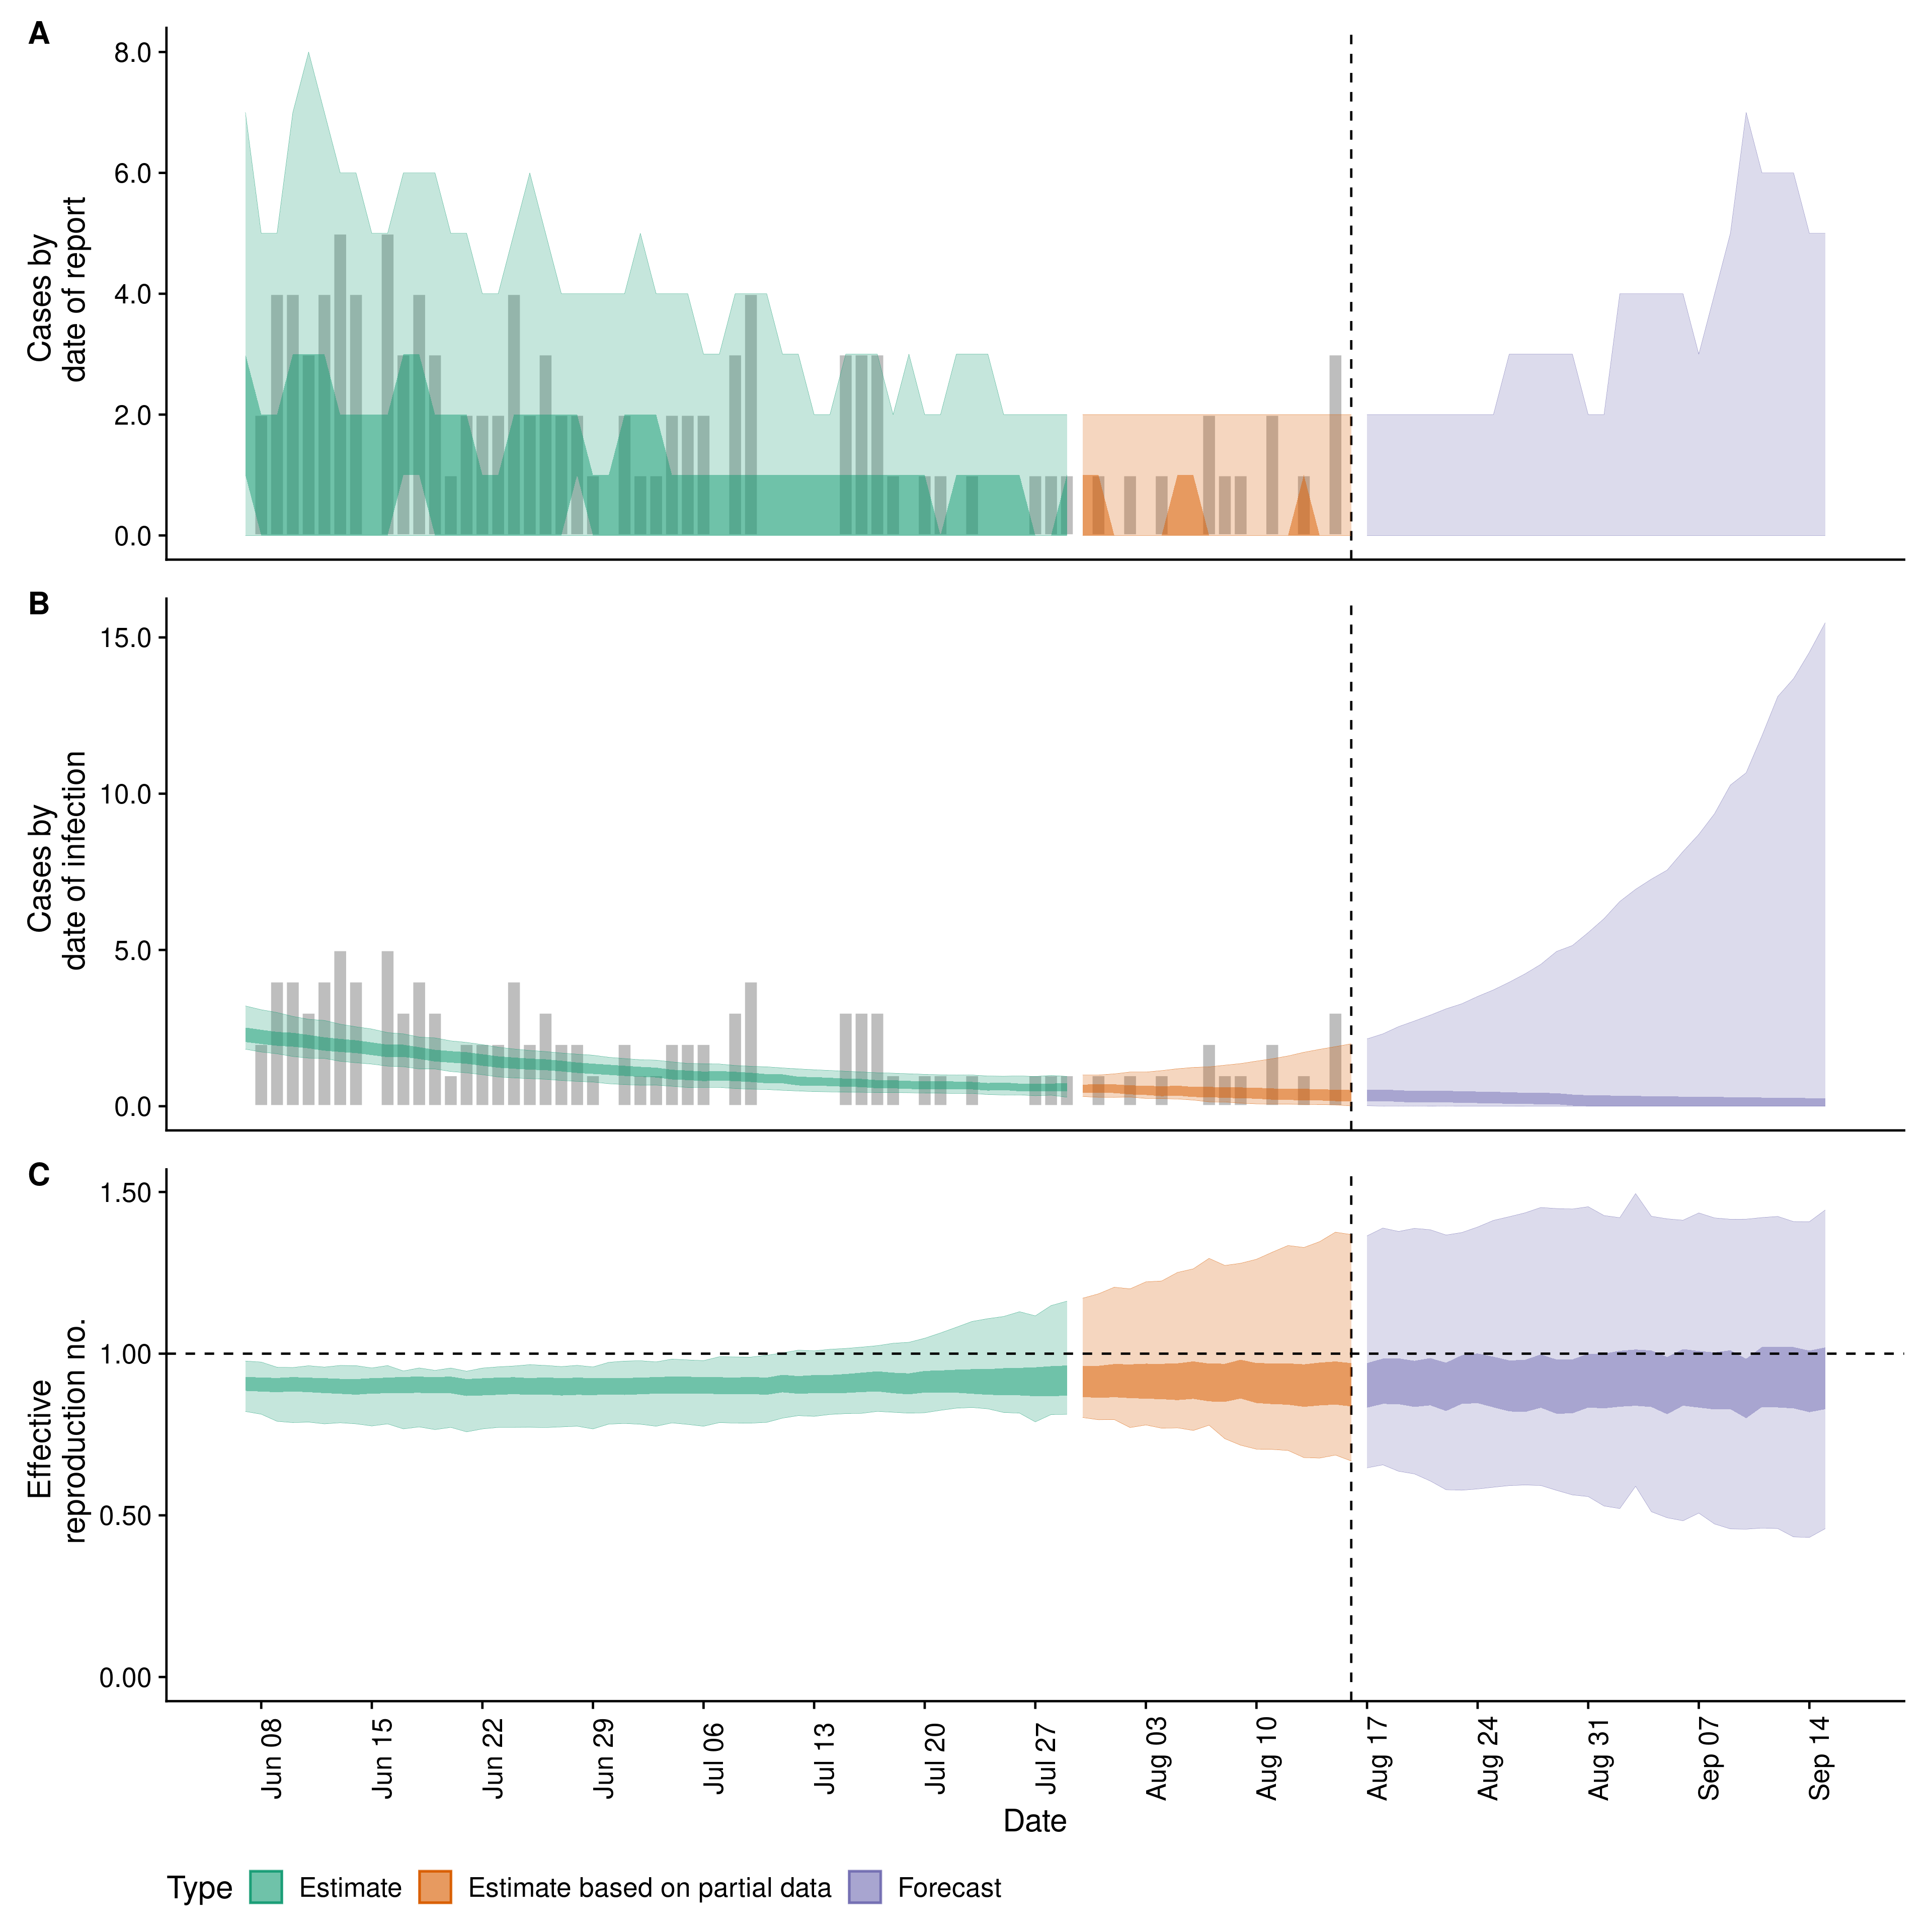 A
8.0
6.0
4.0
2.0
0.0
Cases by
date of report
B
15.0
10.0
5.0
0.0
Cases by
date of infection
C
1.50
1.00
0.50
0.00
Effective
reproduction no.
Jun 08
Jun 15
Jun 22
Jun 29
Jul 06
Jul 13
Jul 20
Jul 27
Aug 03
Aug 10
Aug 17
Aug 24
Aug 31
Sep 07
Sep 14
Date
Type
Estimate
Estimate based on partial data
Forecast